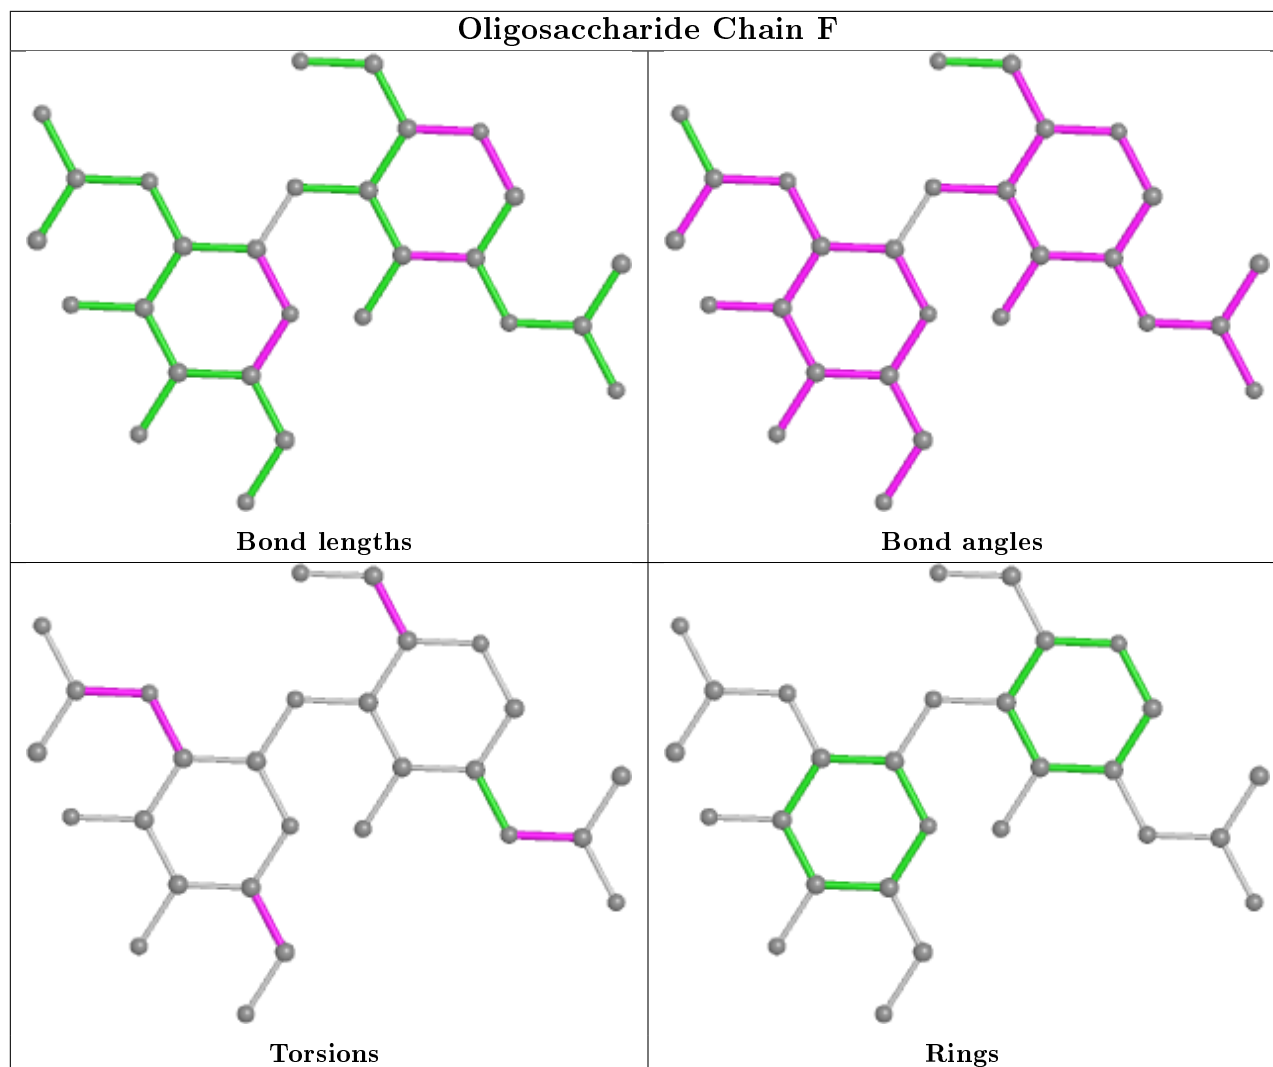 Oligosaccharide Chain F
Bond lengths
Bond angles
Torsions
Rings